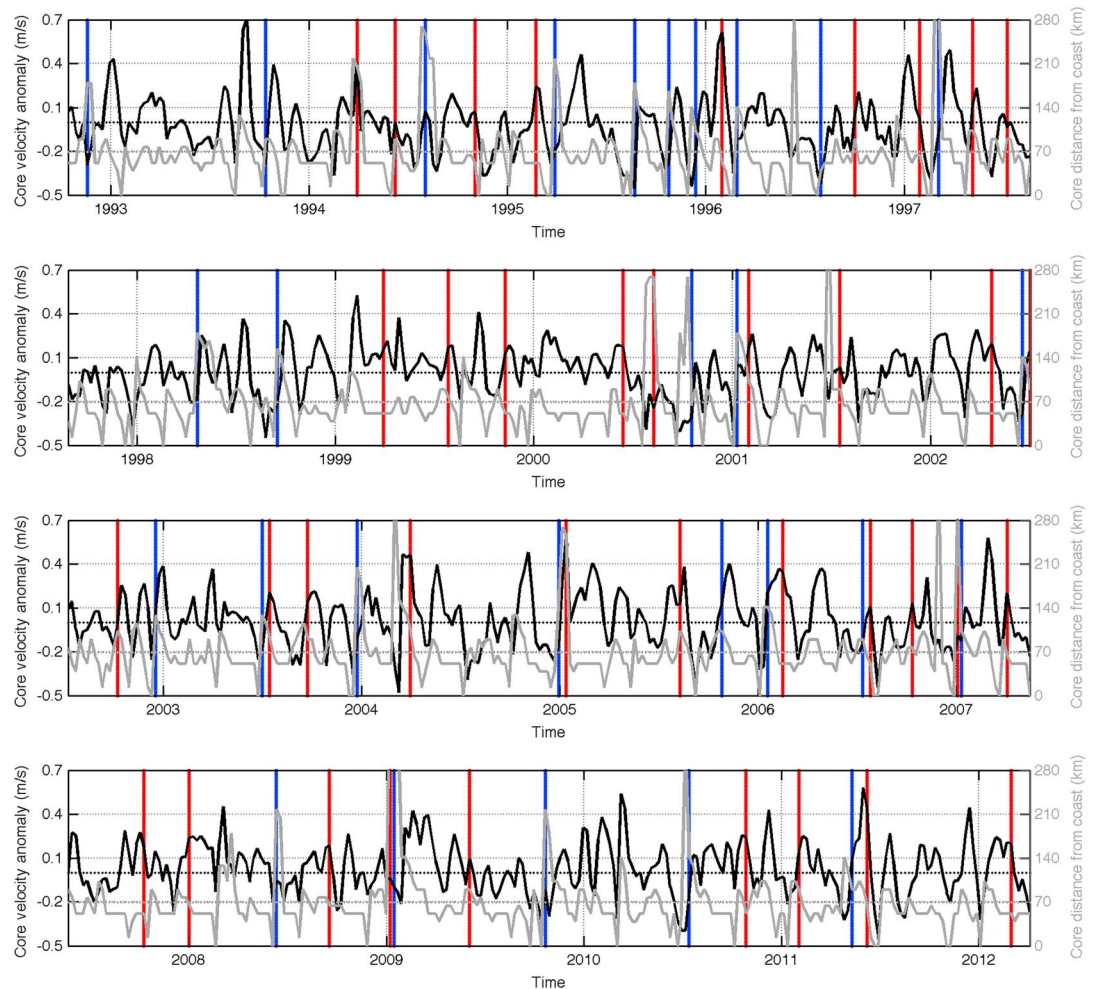 0.7
0.4
0.1
-0.2
-0.5
Core velocity anomaly (m/s)
280
210
140
70
0
Core distance from coast (km)
1993 1994 1995 1996 1997
Time
0.7
0.4
0.1
-0.2
-0.5
Core velocity anomaly (m/s)
280
210
140
70
0
Core distance from coast (km)
1998 1999 2000 2001 2002
Time
0.7
0.4
0.1
-0.2
-0.5
Core velocity anomaly (m/s)
280
210
140
70
0
Core distance from coast (km)
2003 2004 2005 2006 2007
Time
0.7
0.4
0.1
-0.2
-0.5
Core velocity anomaly (m/s)
280
210
140
70
0
Core distance from coast (km)
2008 2009 2010 2011 2012
Time